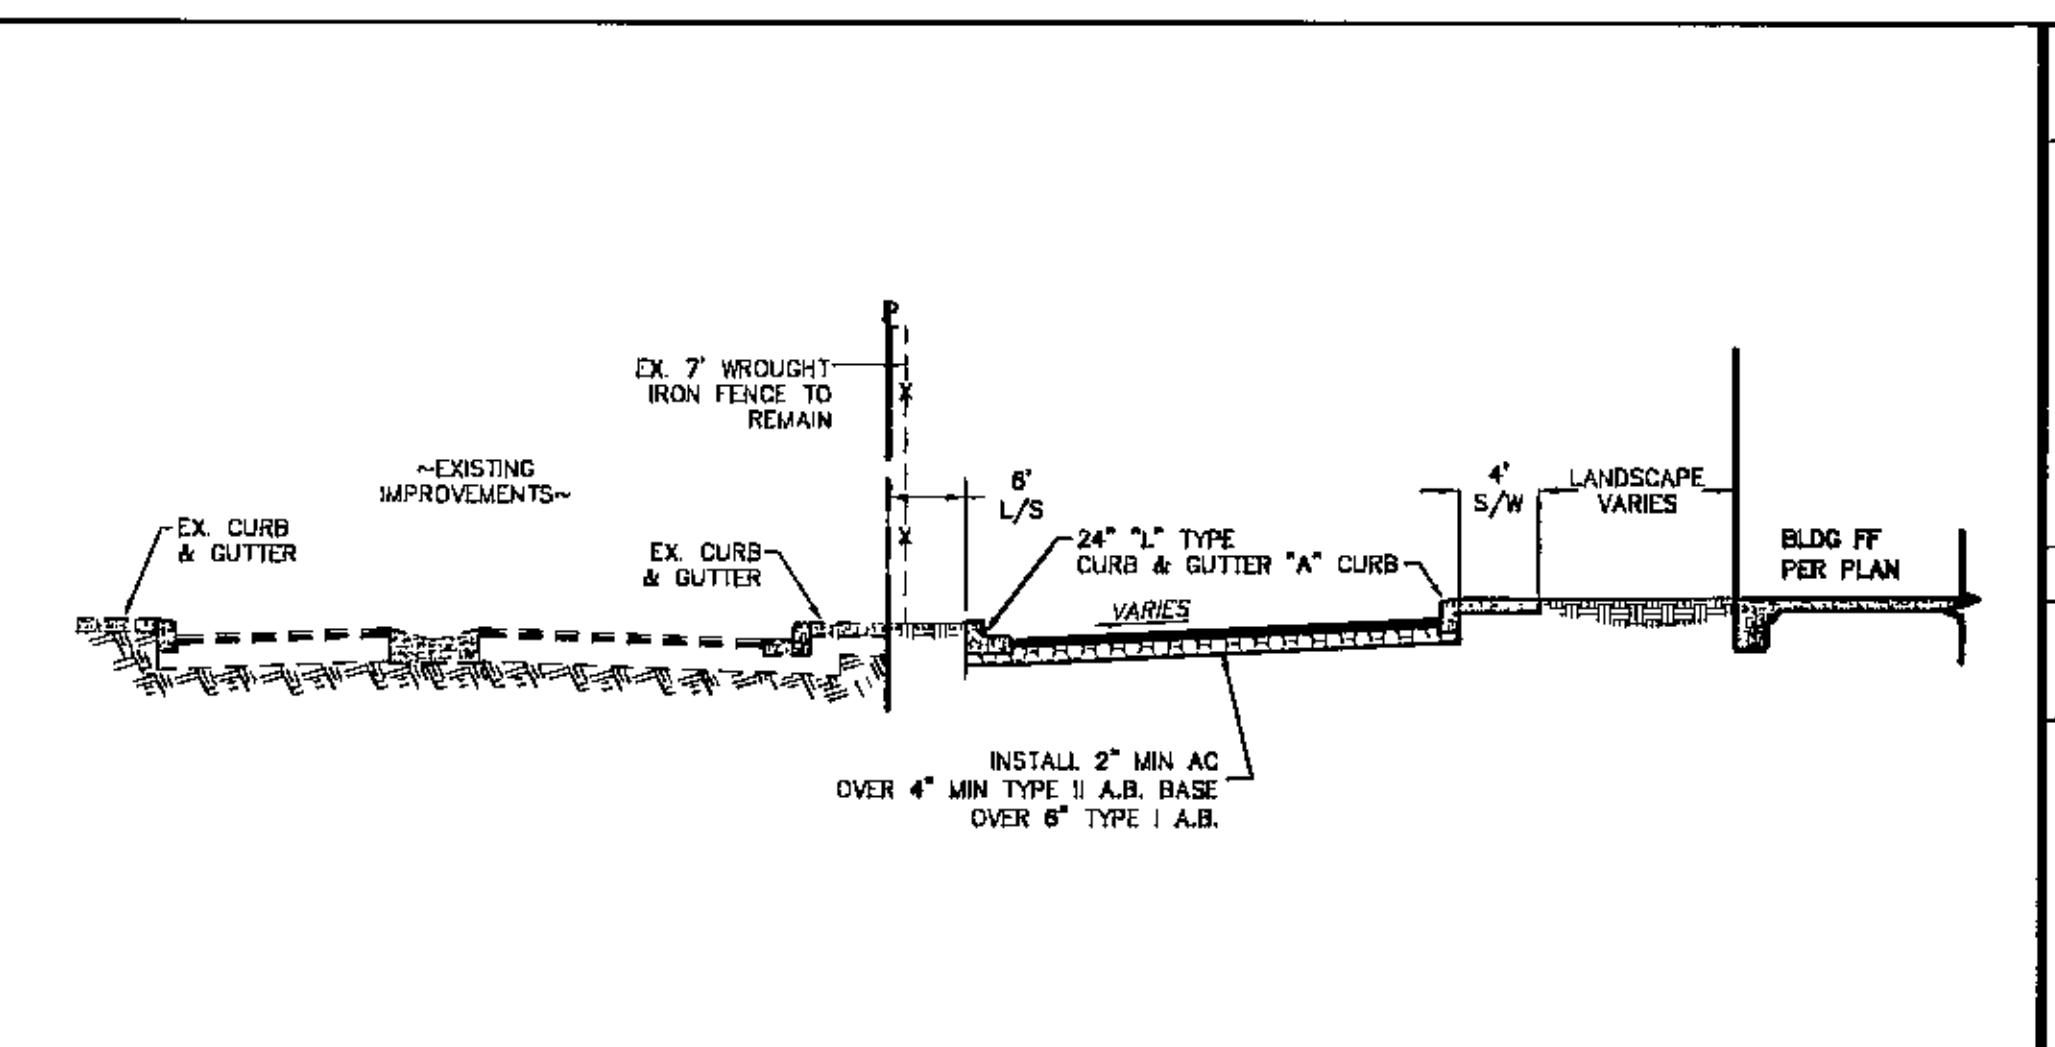 EX. 7' WROUGHT
IRON FENCE TO
REMAIN
~EXISTING
IMPROVEMENTS~
EX. CURB
& GUTTER
EX. CURB
& GUTTER
6'
L/S
24" "L" TYPE
CURB & GUTTER "A" CURB
VARIES
4'
S/W
LANDSCAPE
VARIES
BLDG FF
PER PLAN
INSTALL 2" MIN AC
OVER 4" MIN TYPE II A.B. BASE
OVER 6" TYPE I A.B.